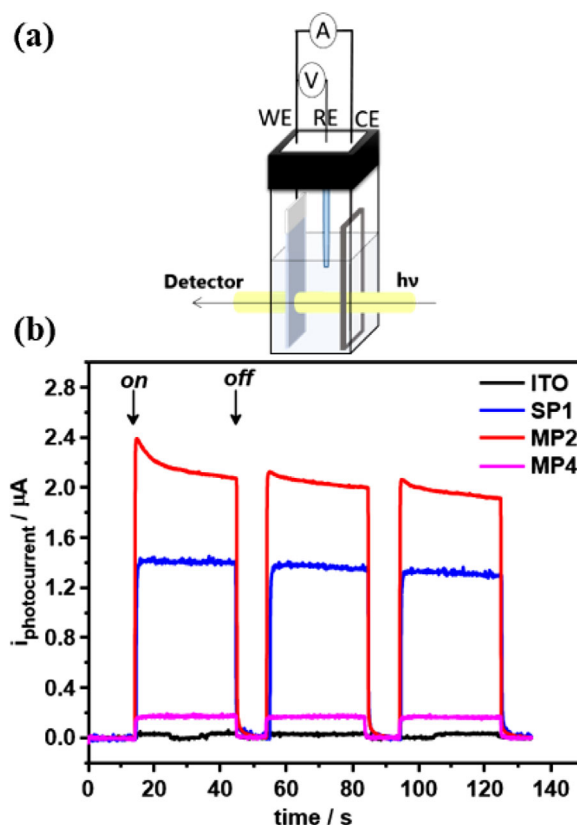 (a)
A
V
WE RE CE
Detector
hν
(b)
on
off
ITO
SP1
MP2
MP4
2.8
2.4
2.0
1.6
1.2
0.8
0.4
0.0
i photocurrent / μA
0 20 40 60 80 100 120 140
time / s